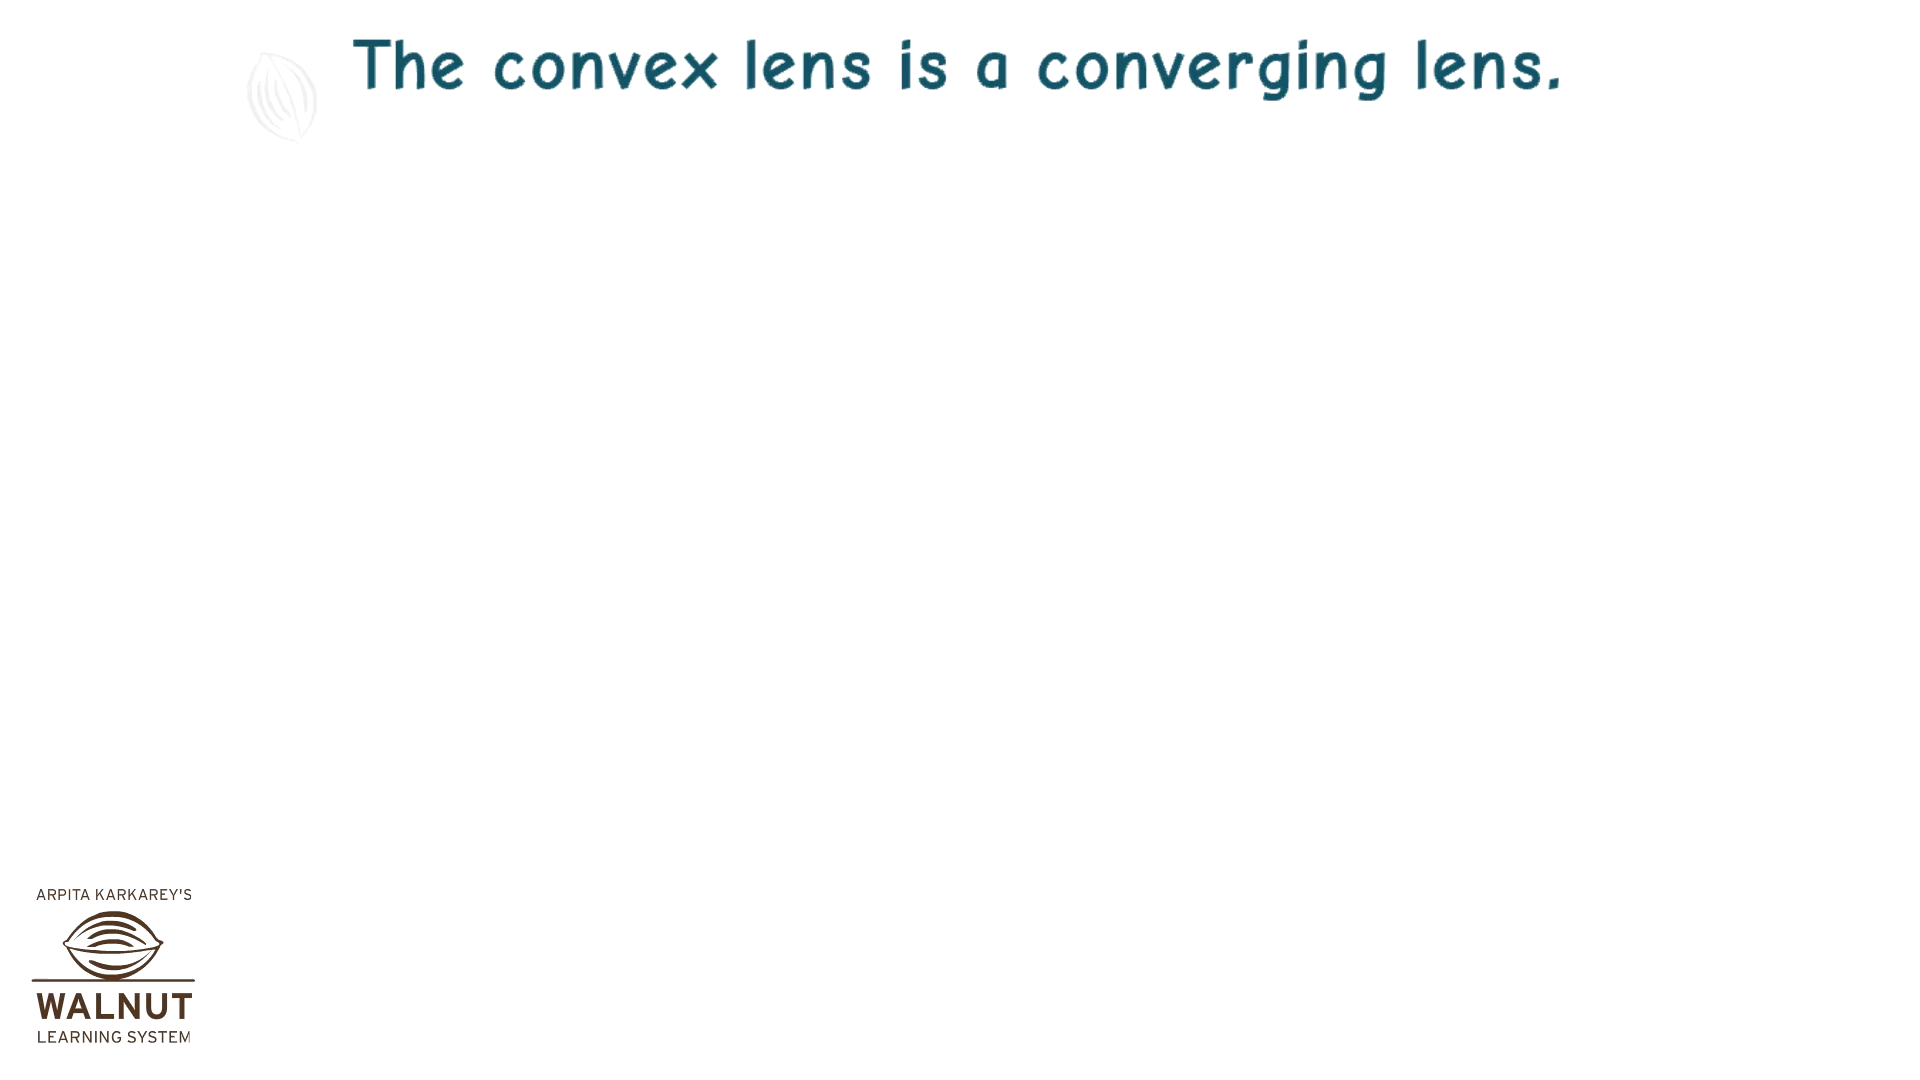 The convex lens is a converging lens.
ARPITA KARKAREY'S
WALNUT
LEARNING SYSTEM